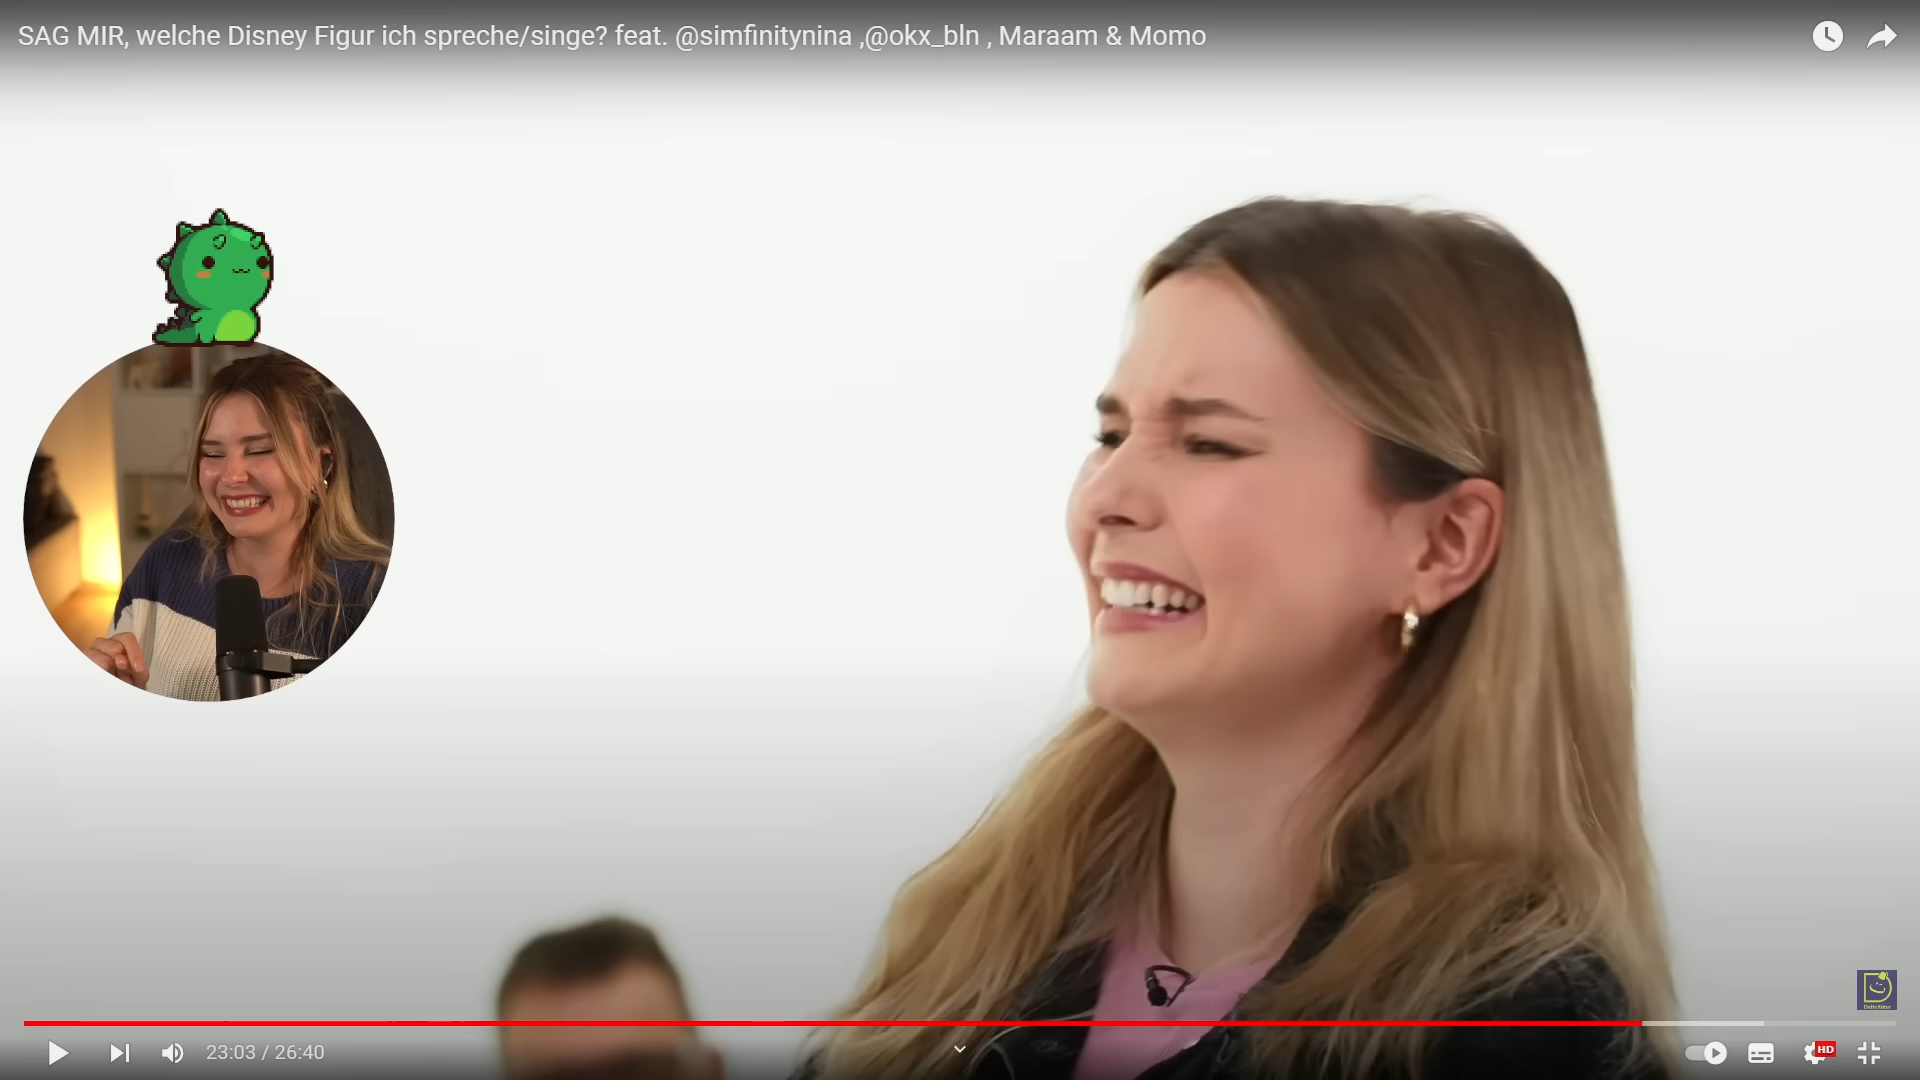 SAG MIR, welche Disney Figur ich spreche/singe? feat. @simfinitynina ,@okx_bln , Maraam & Momo
23:03 / 26:40
HD